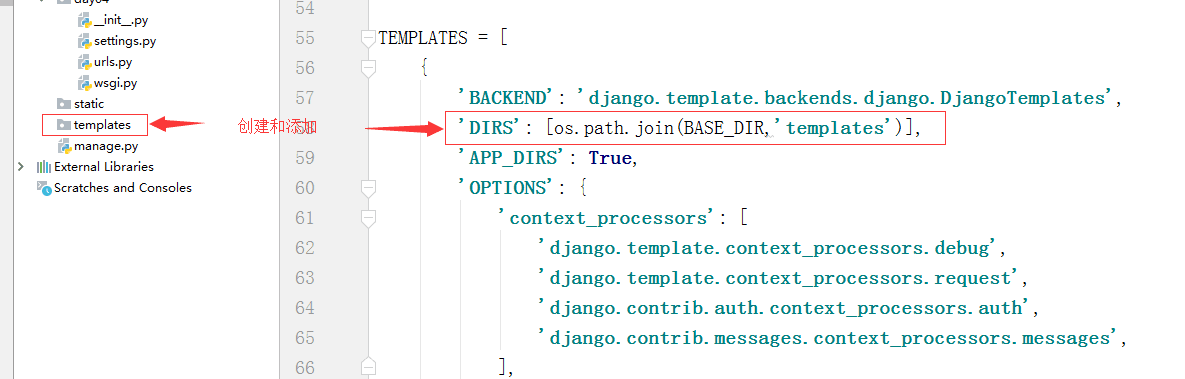 day04
__init__.py
settings.py
urls.py
wsgi.py
static
templates
manage.py
External Libraries
Scratches and Consoles
创建和添加
54
55 TEMPLATES = [
56 {
57 'BACKEND': 'django.template.backends.django.DjangoTemplates',
58 'DIRS': [os.path.join(BASE_DIR,'templates')],
59 'APP_DIRS': True,
60 'OPTIONS': {
61 'context_processors': [
62 'django.template.context_processors.debug',
63 'django.template.context_processors.request',
64 'django.contrib.auth.context_processors.auth',
65 'django.contrib.messages.context_processors.messages',
66 ],